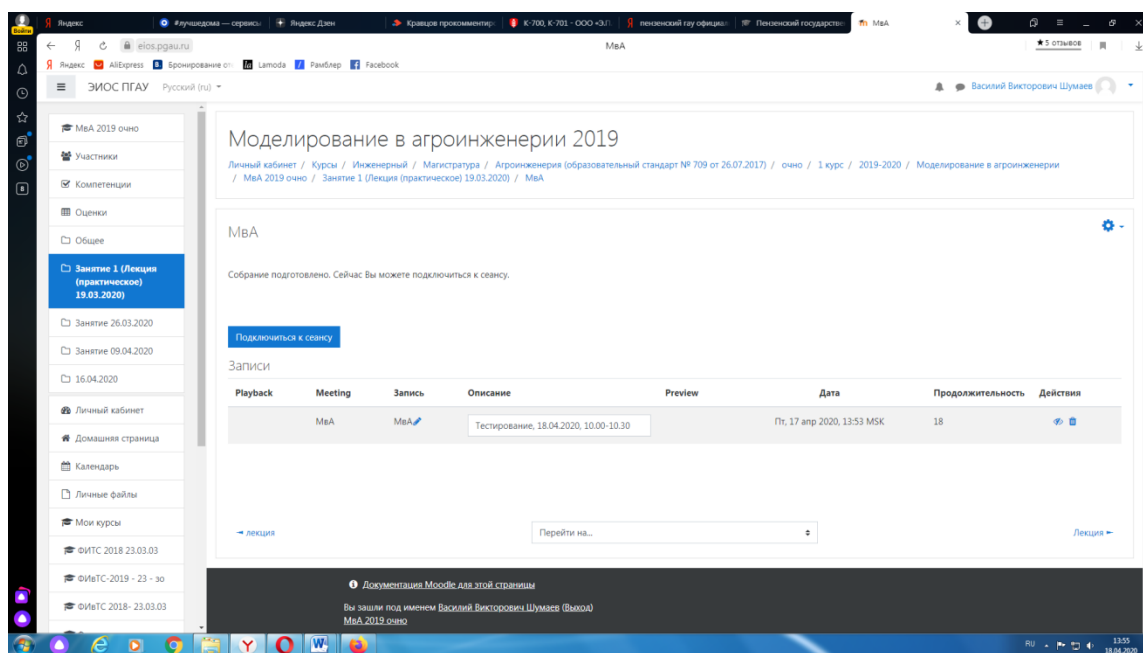 Войти
Яндекс
#лучшедома — сервисы
Яндекс Дзен
Кравцов прокомментир
К-700, К-701 - ООО «З.П
пензенский гау официал
Пензенский государстве
МвА
eios.pgau.ru
МвА
★5 отзывов
Яндекс AliExpress Бронирование от Lamoda Рамблер Facebook
ЭИОС ПГАУ Русский (ru)
Василий Викторович Шумаев
МвА 2019 очно
Участники
Компетенции
Оценки
Общее
Занятие 1 (Лекция
(практическое)
19.03.2020)
Занятие 26.03.2020
Занятие 09.04.2020
16.04.2020
Личный кабинет
Домашняя страница
Календарь
Личные файлы
Мои курсы
ФИТС 2018 23.03.03
ФИвТС-2019 - 23 - зо
ФИвТС 2018- 23.03.03
Моделирование в агроинженерии 2019
Личный кабинет / Курсы / Инженерный / Магистратура / Агроинженерия (образовательный стандарт № 709 от 26.07.2017) / очно / 1 курс / 2019-2020 / Моделирование в агроинженерии
/ МвА 2019 очно / Занятие 1 (Лекция (практическое) 19.03.2020) / МвА
МвА
Собрание подготовлено. Сейчас Вы можете подключиться к сеансу.
Подключиться к сеансу
Записи
Playback Meeting Запись Описание Preview Дата Продолжительность Действия
МвА МвА Тестирование, 18.04.2020, 10.00-10.30 Пт, 17 апр 2020, 13:53 MSK 18
◄ лекция
Перейти на...
Лекция ►
Документация Moodle для этой страницы
Вы зашли под именем Василий Викторович Шумаев (Выход)
МвА 2019 очно
RU
13:55
18.04.2020